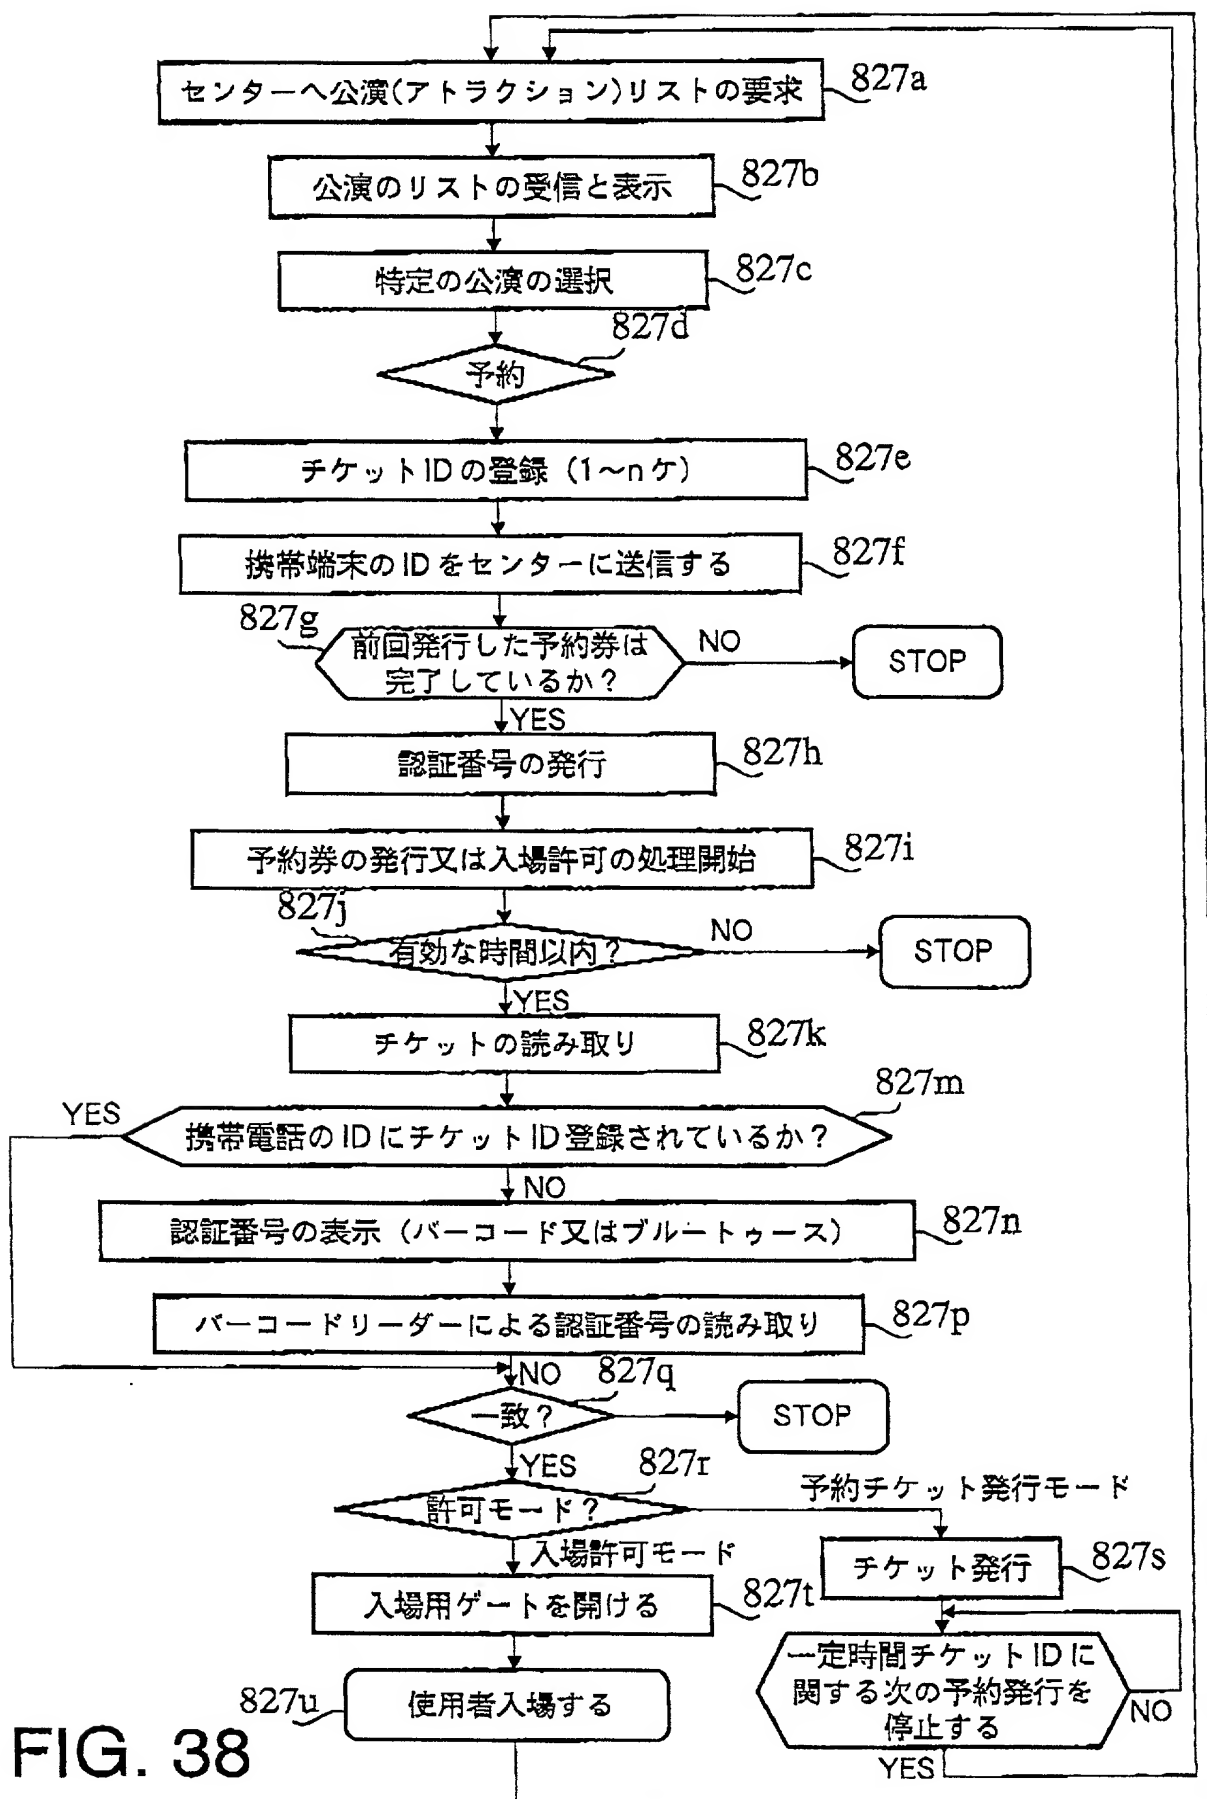 センターへ公演(アトラクション)リストの要求
827a
公演のリストの受信と表示
827b
特定の公演の選択
827c
827d
予約
チケットIDの登録（1～nケ）
827e
携帯端末のIDをセンターに送信する
827f
827g
前回発行した予約券は
完了しているか？
NO
STOP
YES
認証番号の発行
827h
予約券の発行又は入場許可の処理開始
827i
827j
有効な時間以内？
NO
STOP
YES
チケットの読み取り
827k
827m
YES
携帯電話のIDにチケットID登録されているか？
NO
認証番号の表示（バーコード又はブルートゥース）
827n
バーコードリーダーによる認証番号の読み取り
827p
NO
827q
一致？
STOP
YES
827r
許可モード？
予約チケット発行モード
入場許可モード
チケット発行
827s
入場用ゲートを開ける
827t
一定時間チケットIDに
関する次の予約発行を
停止する
NO
YES
827u
使用者入場する
FIG. 38